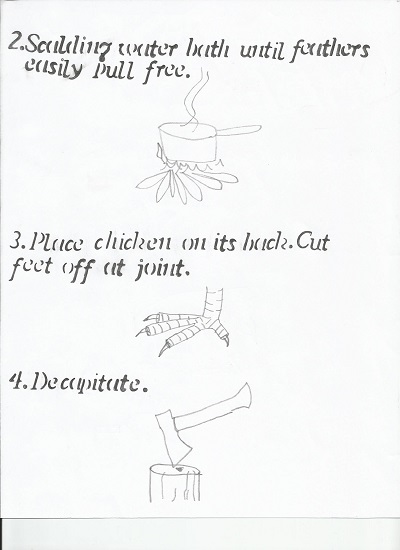 2. Scalding water bath until feathers
easily pull free.
3. Place chicken on its back. Cut
feet off at joint.
4. Decapitate.